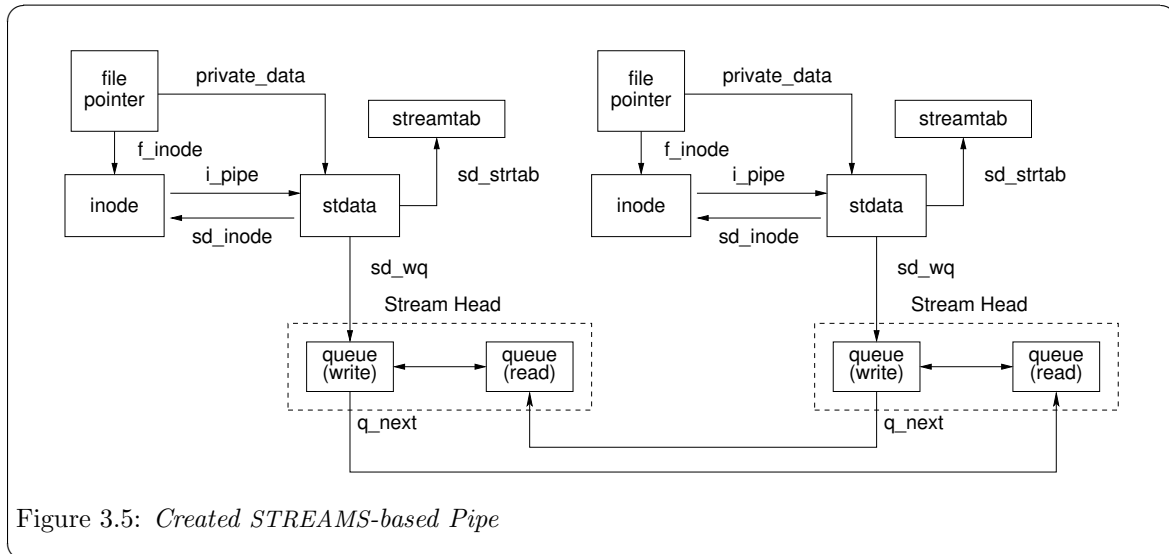 file
pointer
private_data
streamtab
f_inode
i_pipe
sd_strtab
inode
stdata
sd_inode
sd_wq
Stream Head
queue
(write)
queue
(read)
q_next
file
pointer
private_data
streamtab
f_inode
i_pipe
sd_strtab
inode
stdata
sd_inode
sd_wq
Stream Head
queue
(write)
queue
(read)
q_next
Figure 3.5: Created STREAMS-based Pipe